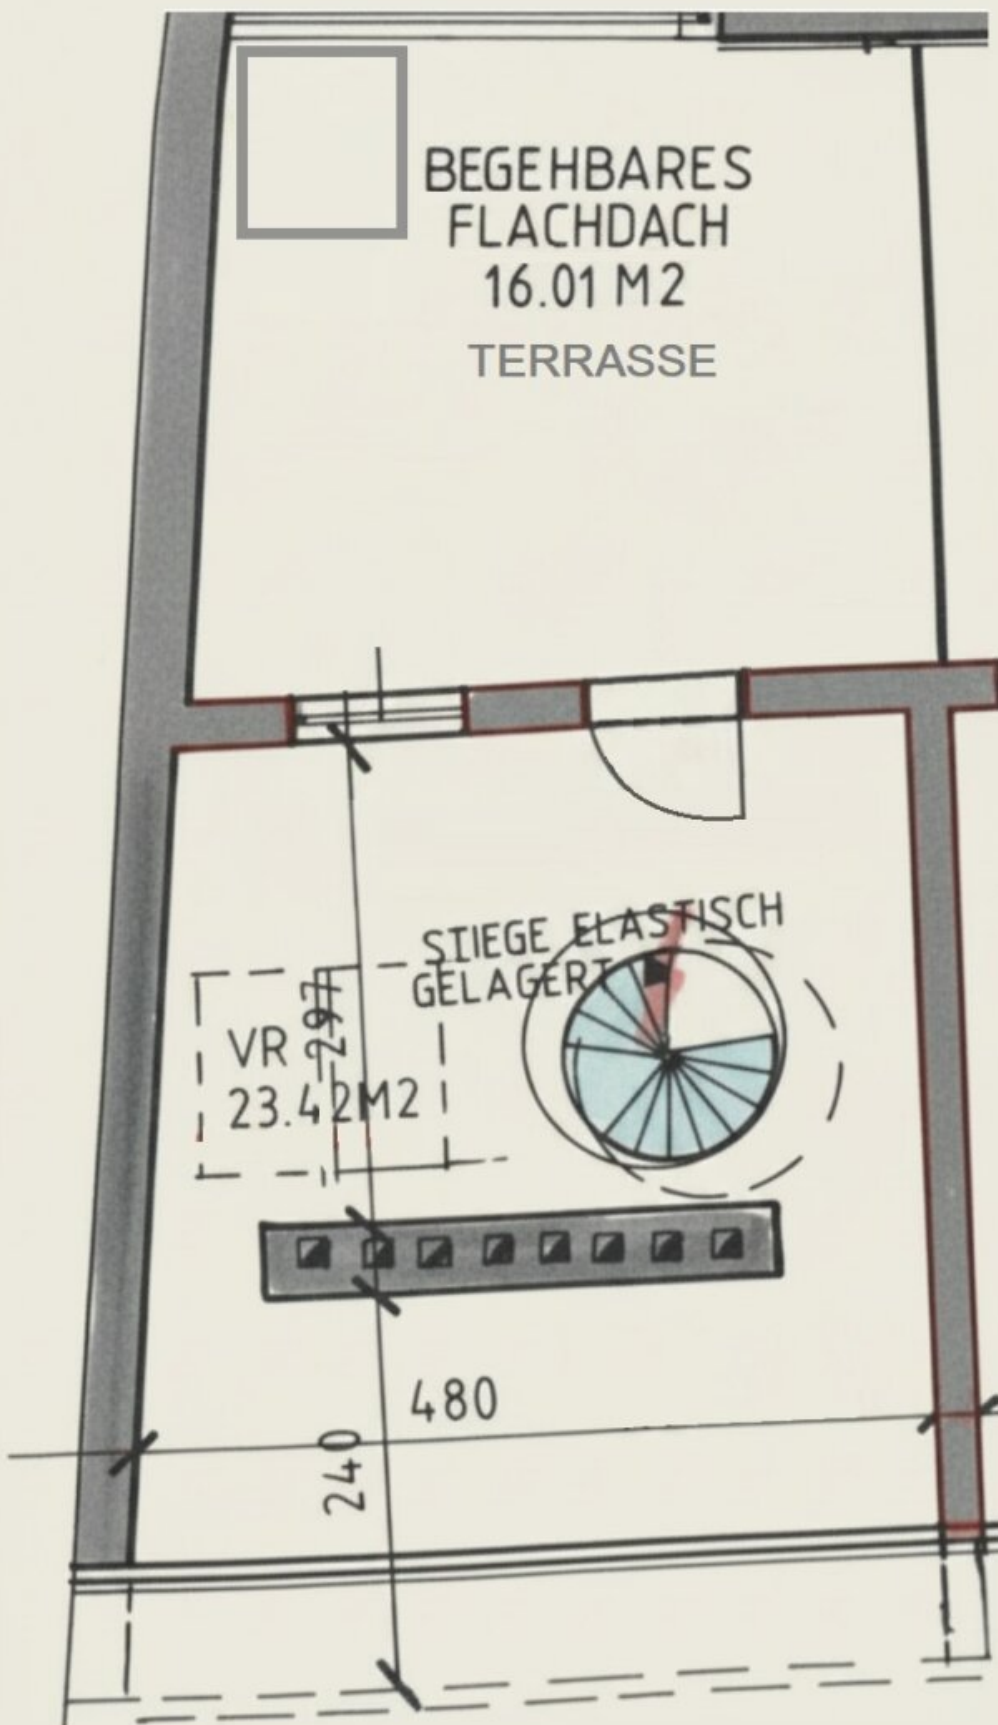 BEGEHBARES
FLACHDACH
16.01 M2
TERRASSE
STIEGE ELASTISCH
GELAGERT
297
VR
23.42M2
480
240